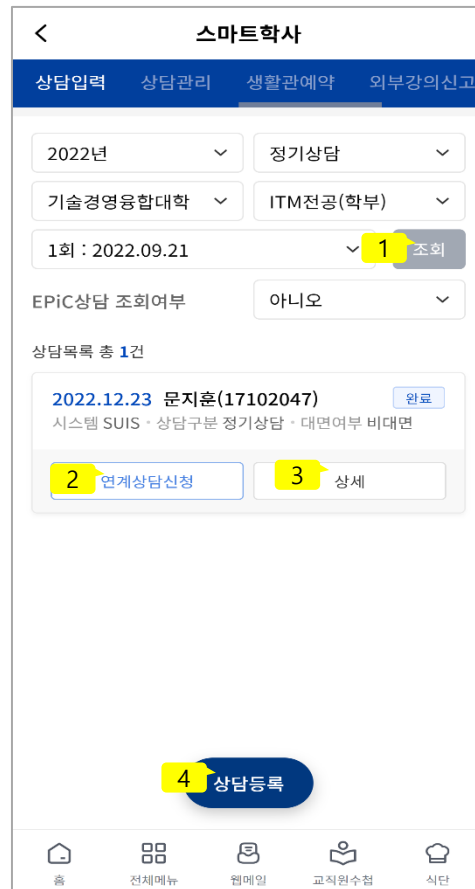 스마트학사
상담입력 상담관리 생활관예약 외부강의신고
2022년 정기상담
기술경영융합대학 ITM전공(학부)
1회 : 2022.09.21 1 조회
EPiC상담 조회여부 아니오
상담목록 총 1건
2022.12.23 문지훈(17102047) 완료
시스템 SUIS · 상담구분 정기상담 · 대면여부 비대면
2 연계상담신청 3 상세
4 상담등록
홈 전체메뉴 웹메일 교직원수첩 식단